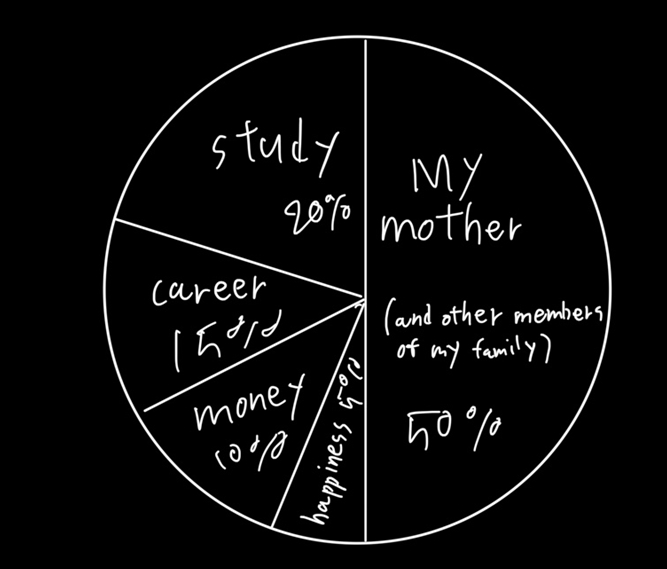 study
20%
My
mother
(and other members
of my family)
50%
career
15%
money
10%
happiness 5%